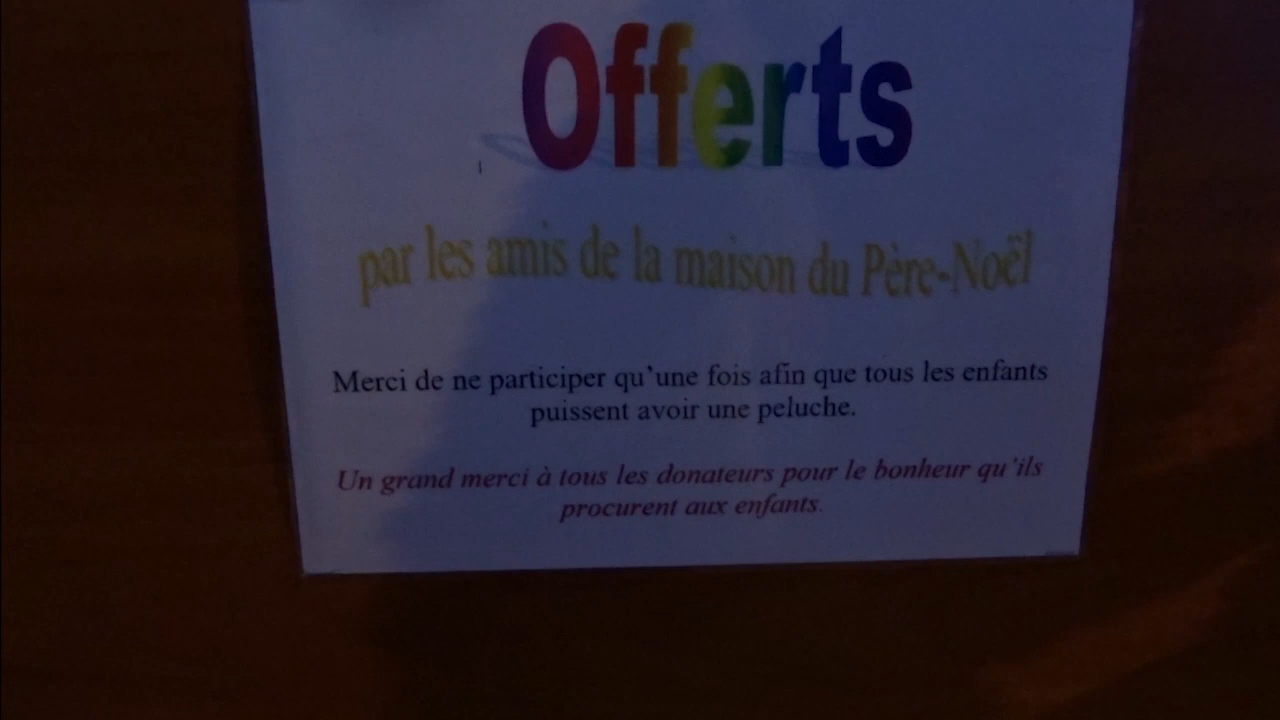 Offerts
par les amis de la maison du Père-Noël
Merci de ne participer qu'une fois afin que tous les enfants
puissent avoir une peluche.
Un grand merci à tous les donateurs pour le bonheur qu'ils
procurent aux enfants.